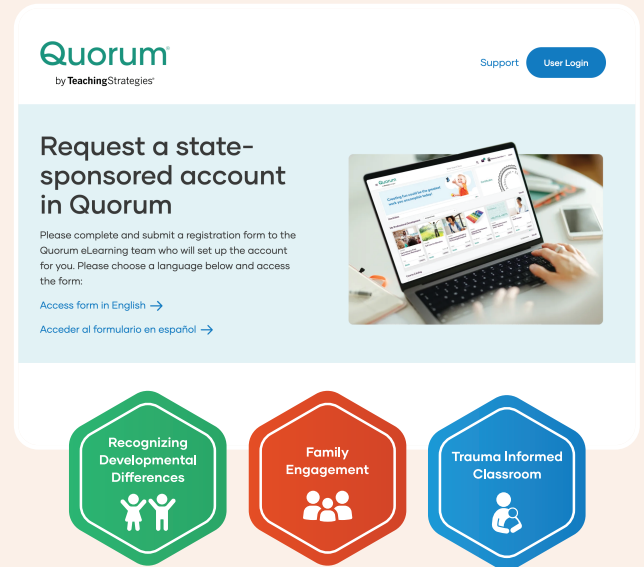 Quorum®
by TeachingStrategies®
Support
User Login
Request a state-
sponsored account
in Quorum
Please complete and submit a registration form to the
Quorum eLearning team who will set up the account
for you. Please choose a language below and access
the form:
Access form in English →
Acceder al formulario en español →
Quorum
Recognizing
Developmental
Differences
Family
Engagement
Trauma Informed
Classroom